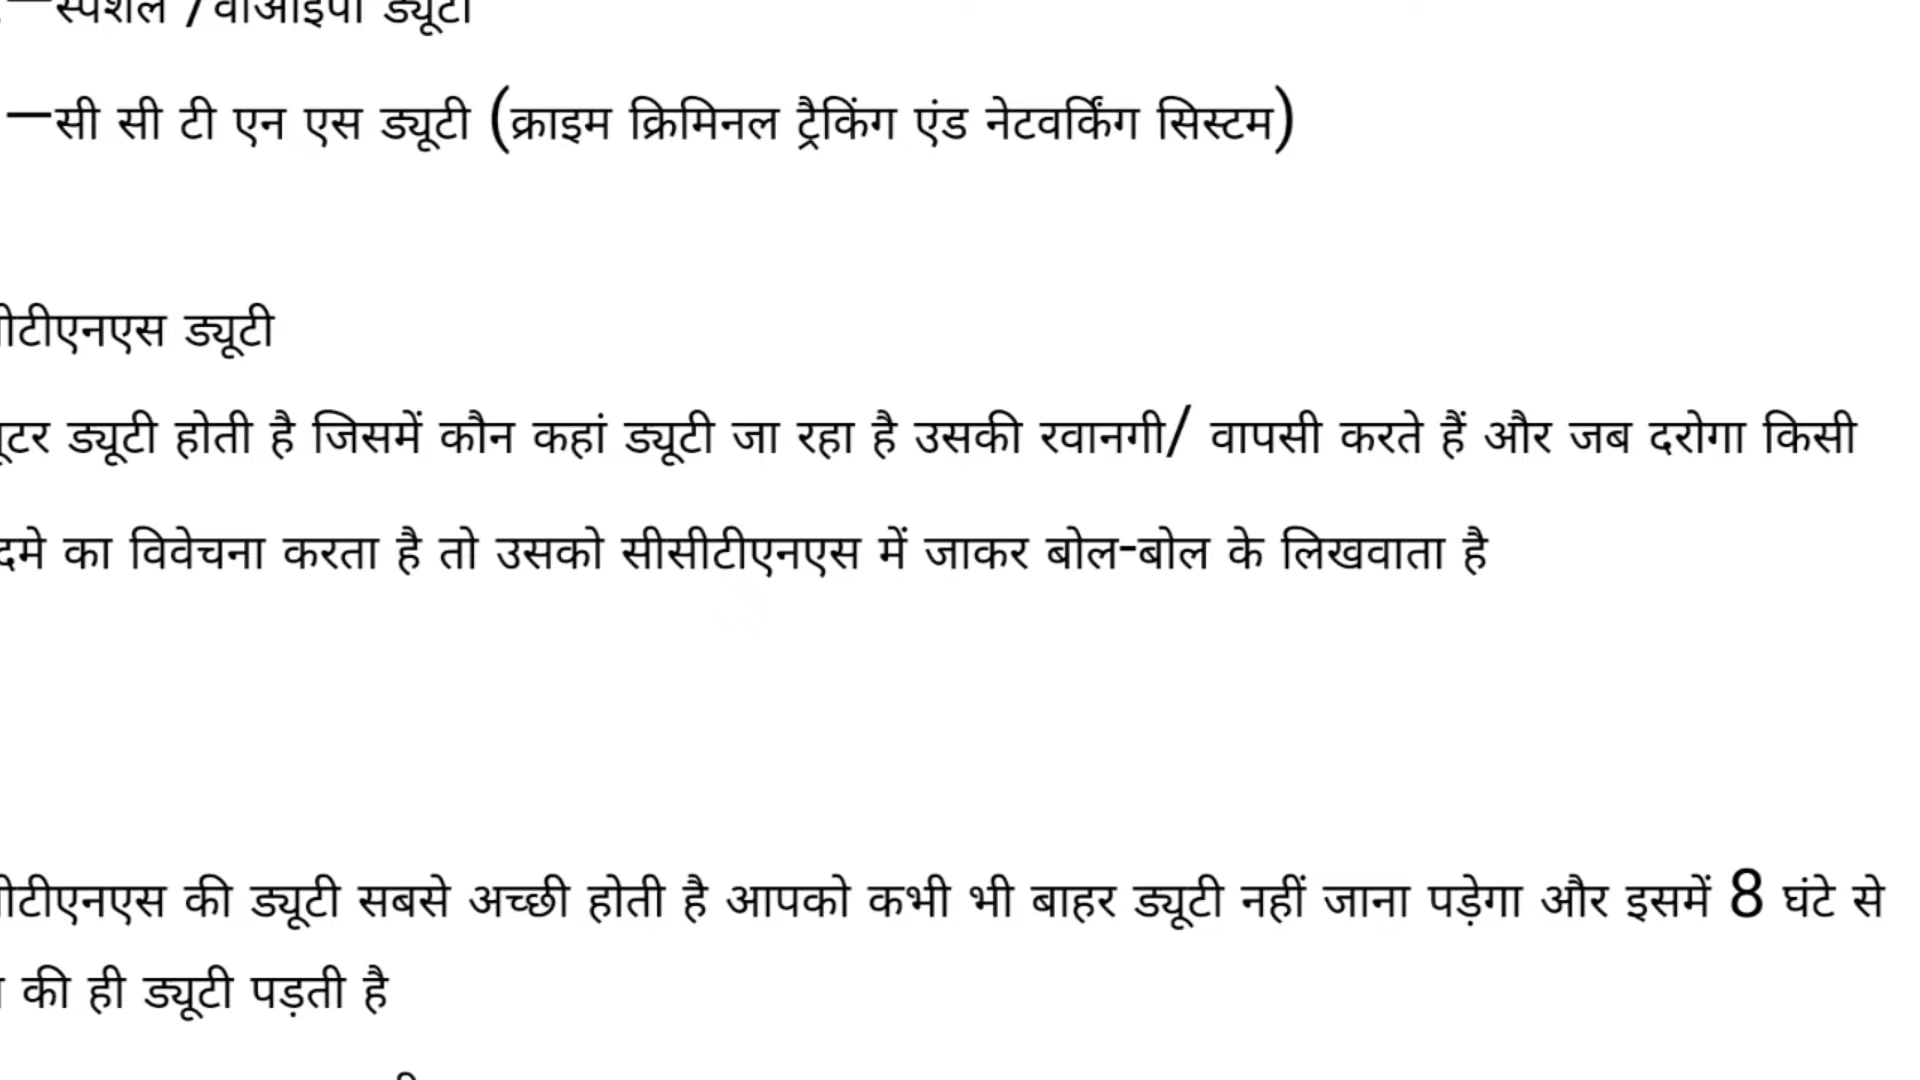 —स्पेशल /वीआईपी ड्यूटी
—सी सी टी एन एस ड्यूटी (क्राइम क्रिमिनल ट्रैकिंग एंड नेटवर्किंग सिस्टम)
ीटीएनएस ड्यूटी
ूटर ड्यूटी होती है जिसमें कौन कहां ड्यूटी जा रहा है उसकी रवानगी/ वापसी करते हैं और जब दरोगा किसी
दमे का विवेचना करता है तो उसको सीसीटीएनएस में जाकर बोल-बोल के लिखवाता है
ीटीएनएस की ड्यूटी सबसे अच्छी होती है आपको कभी भी बाहर ड्यूटी नहीं जाना पड़ेगा और इसमें 8 घंटे से
की ही ड्यूटी पड़ती है